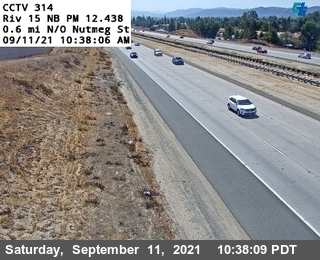 CCTV 314
Riv 15 NB PM 12.438
0.6 mi N/O Nutmeg St
09/11/21 10:38:06 AM
Saturday, September 11, 2021 10:38:09 PDT